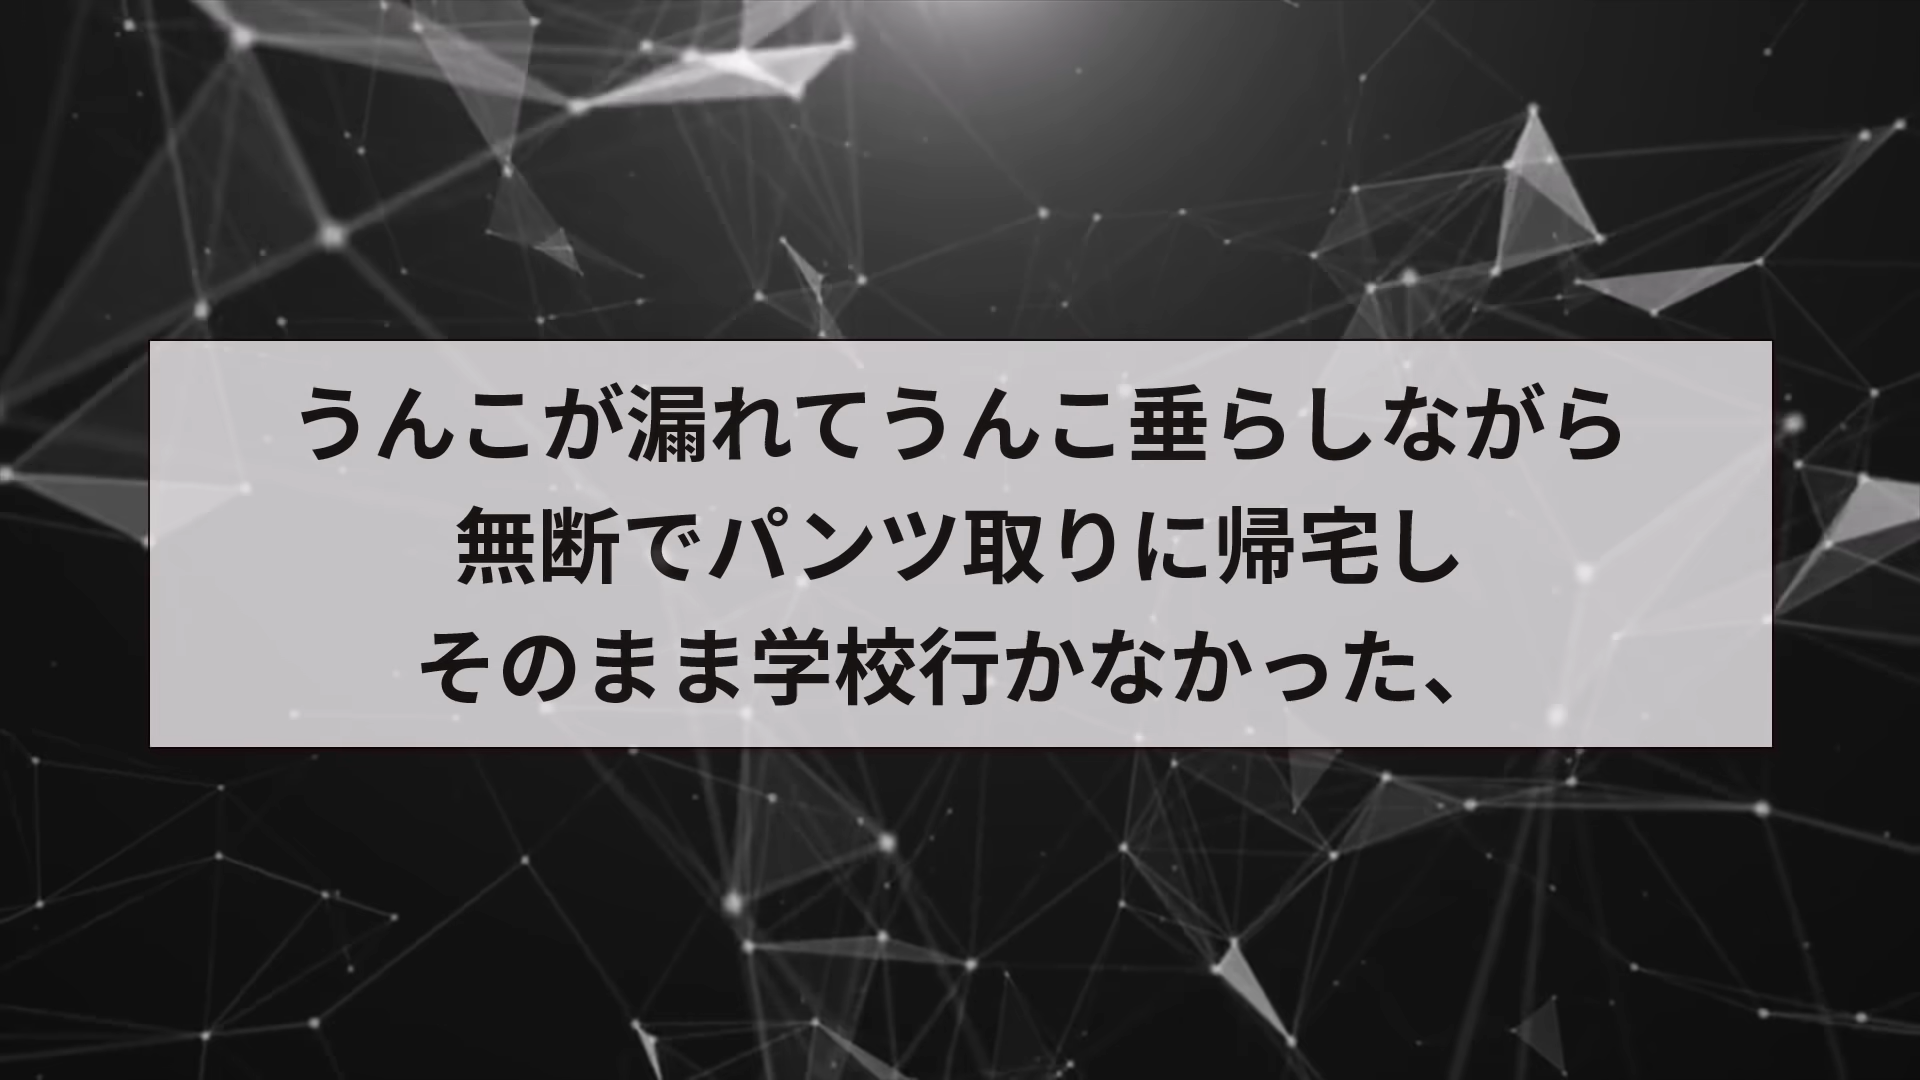 うんこが漏れてうんこ垂らしながら
無断でパンツ取りに帰宅し
そのまま学校行かなかった、